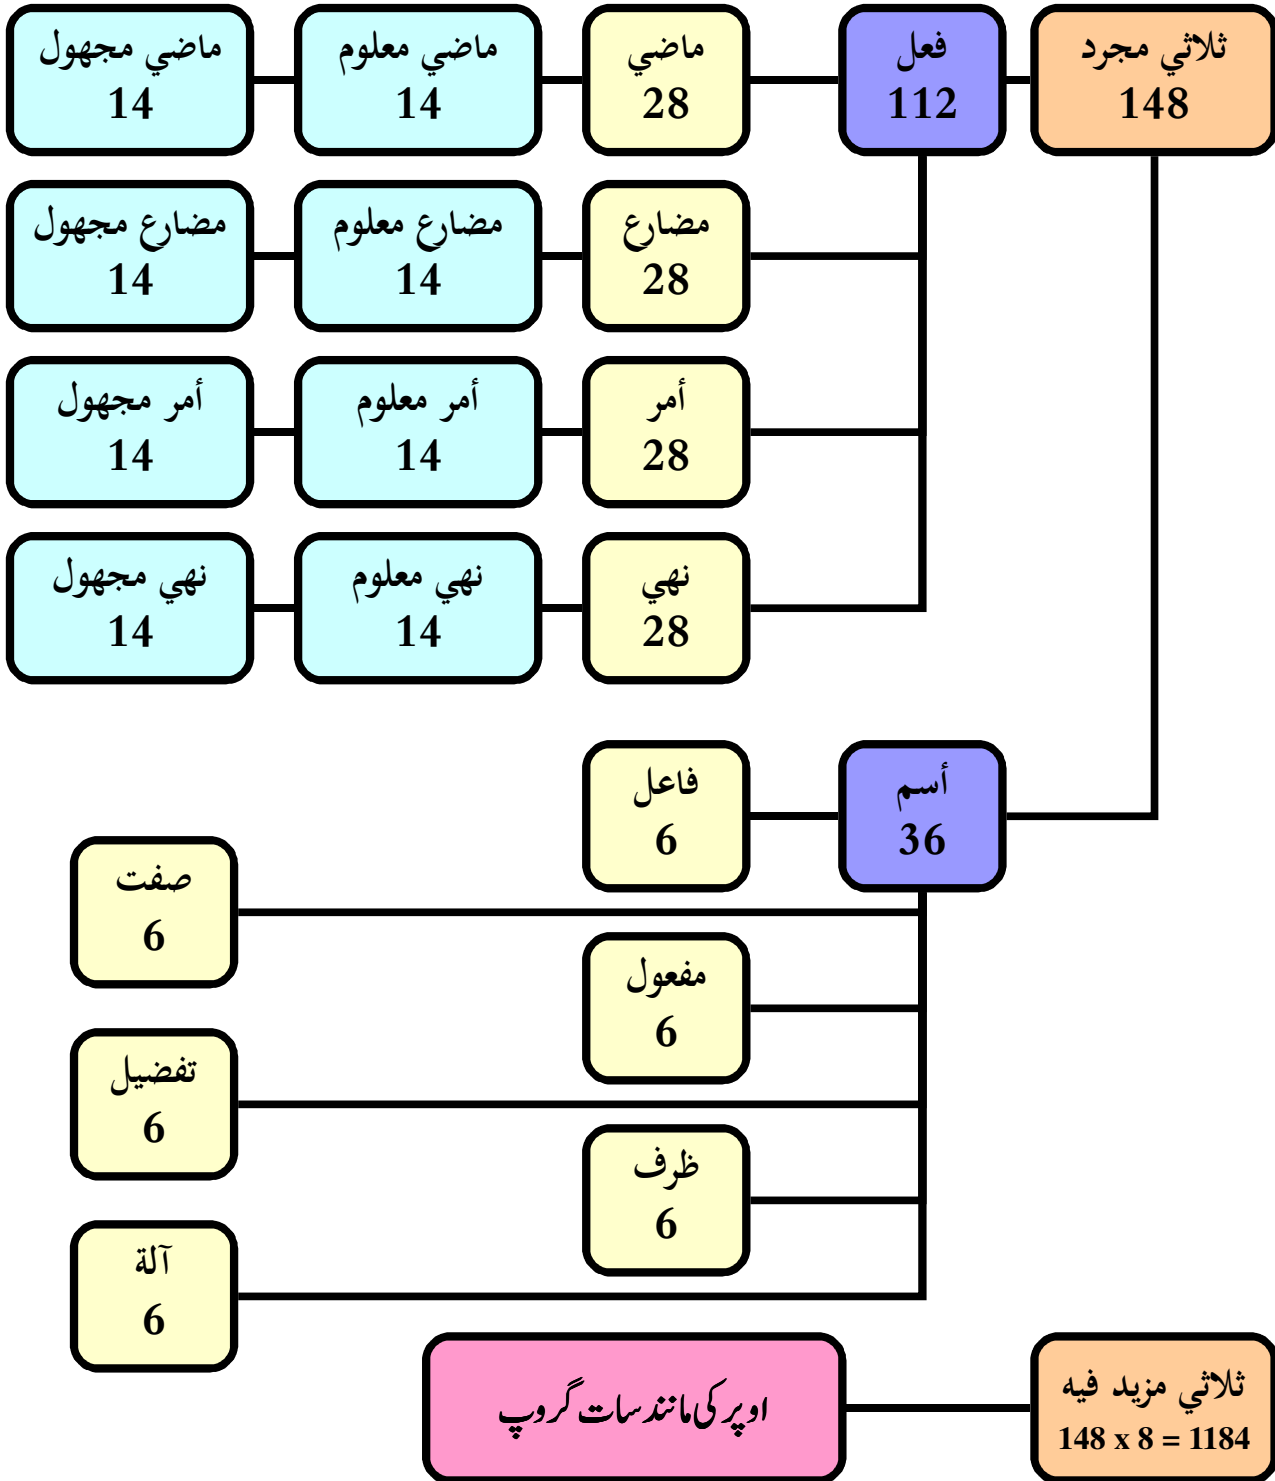 ثلاثي مجرد
148
فعل
112
ماضي
28
ماضي معلوم
14
ماضي مجهول
14
مضارع
28
مضارع معلوم
14
مضارع مجهول
14
أمر
28
أمر معلوم
14
أمر مجهول
14
نهي
28
نهي معلوم
14
نهي مجهول
14
أسم
36
فاعل
6
صفت
6
مفعول
6
تفضيل
6
ظرف
6
آلة
6
ثلاثي مزيد فيه
148 x 8 = 1184
اوپر کی مانند سات گروپ